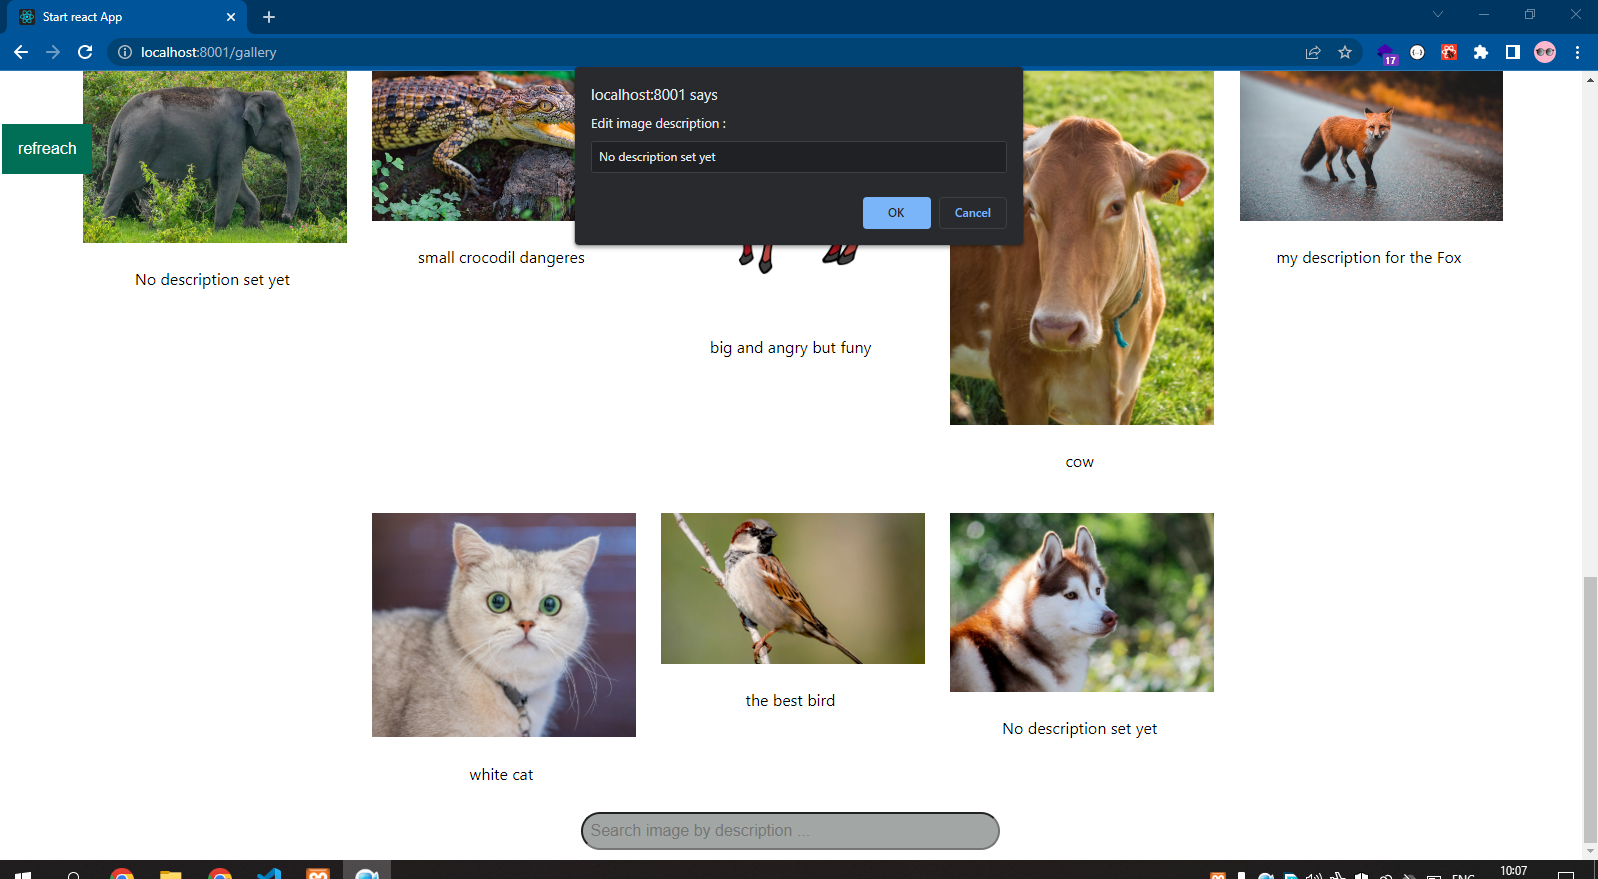 Start react App
localhost:8001/gallery
17
localhost:8001 says
Edit image description :
No description set yet
OK
Cancel
refreach
No description set yet
small crocodil dangeres
big and angry but funy
cow
my description for the Fox
white cat
the best bird
No description set yet
Search image by description ...
ENG
10:07